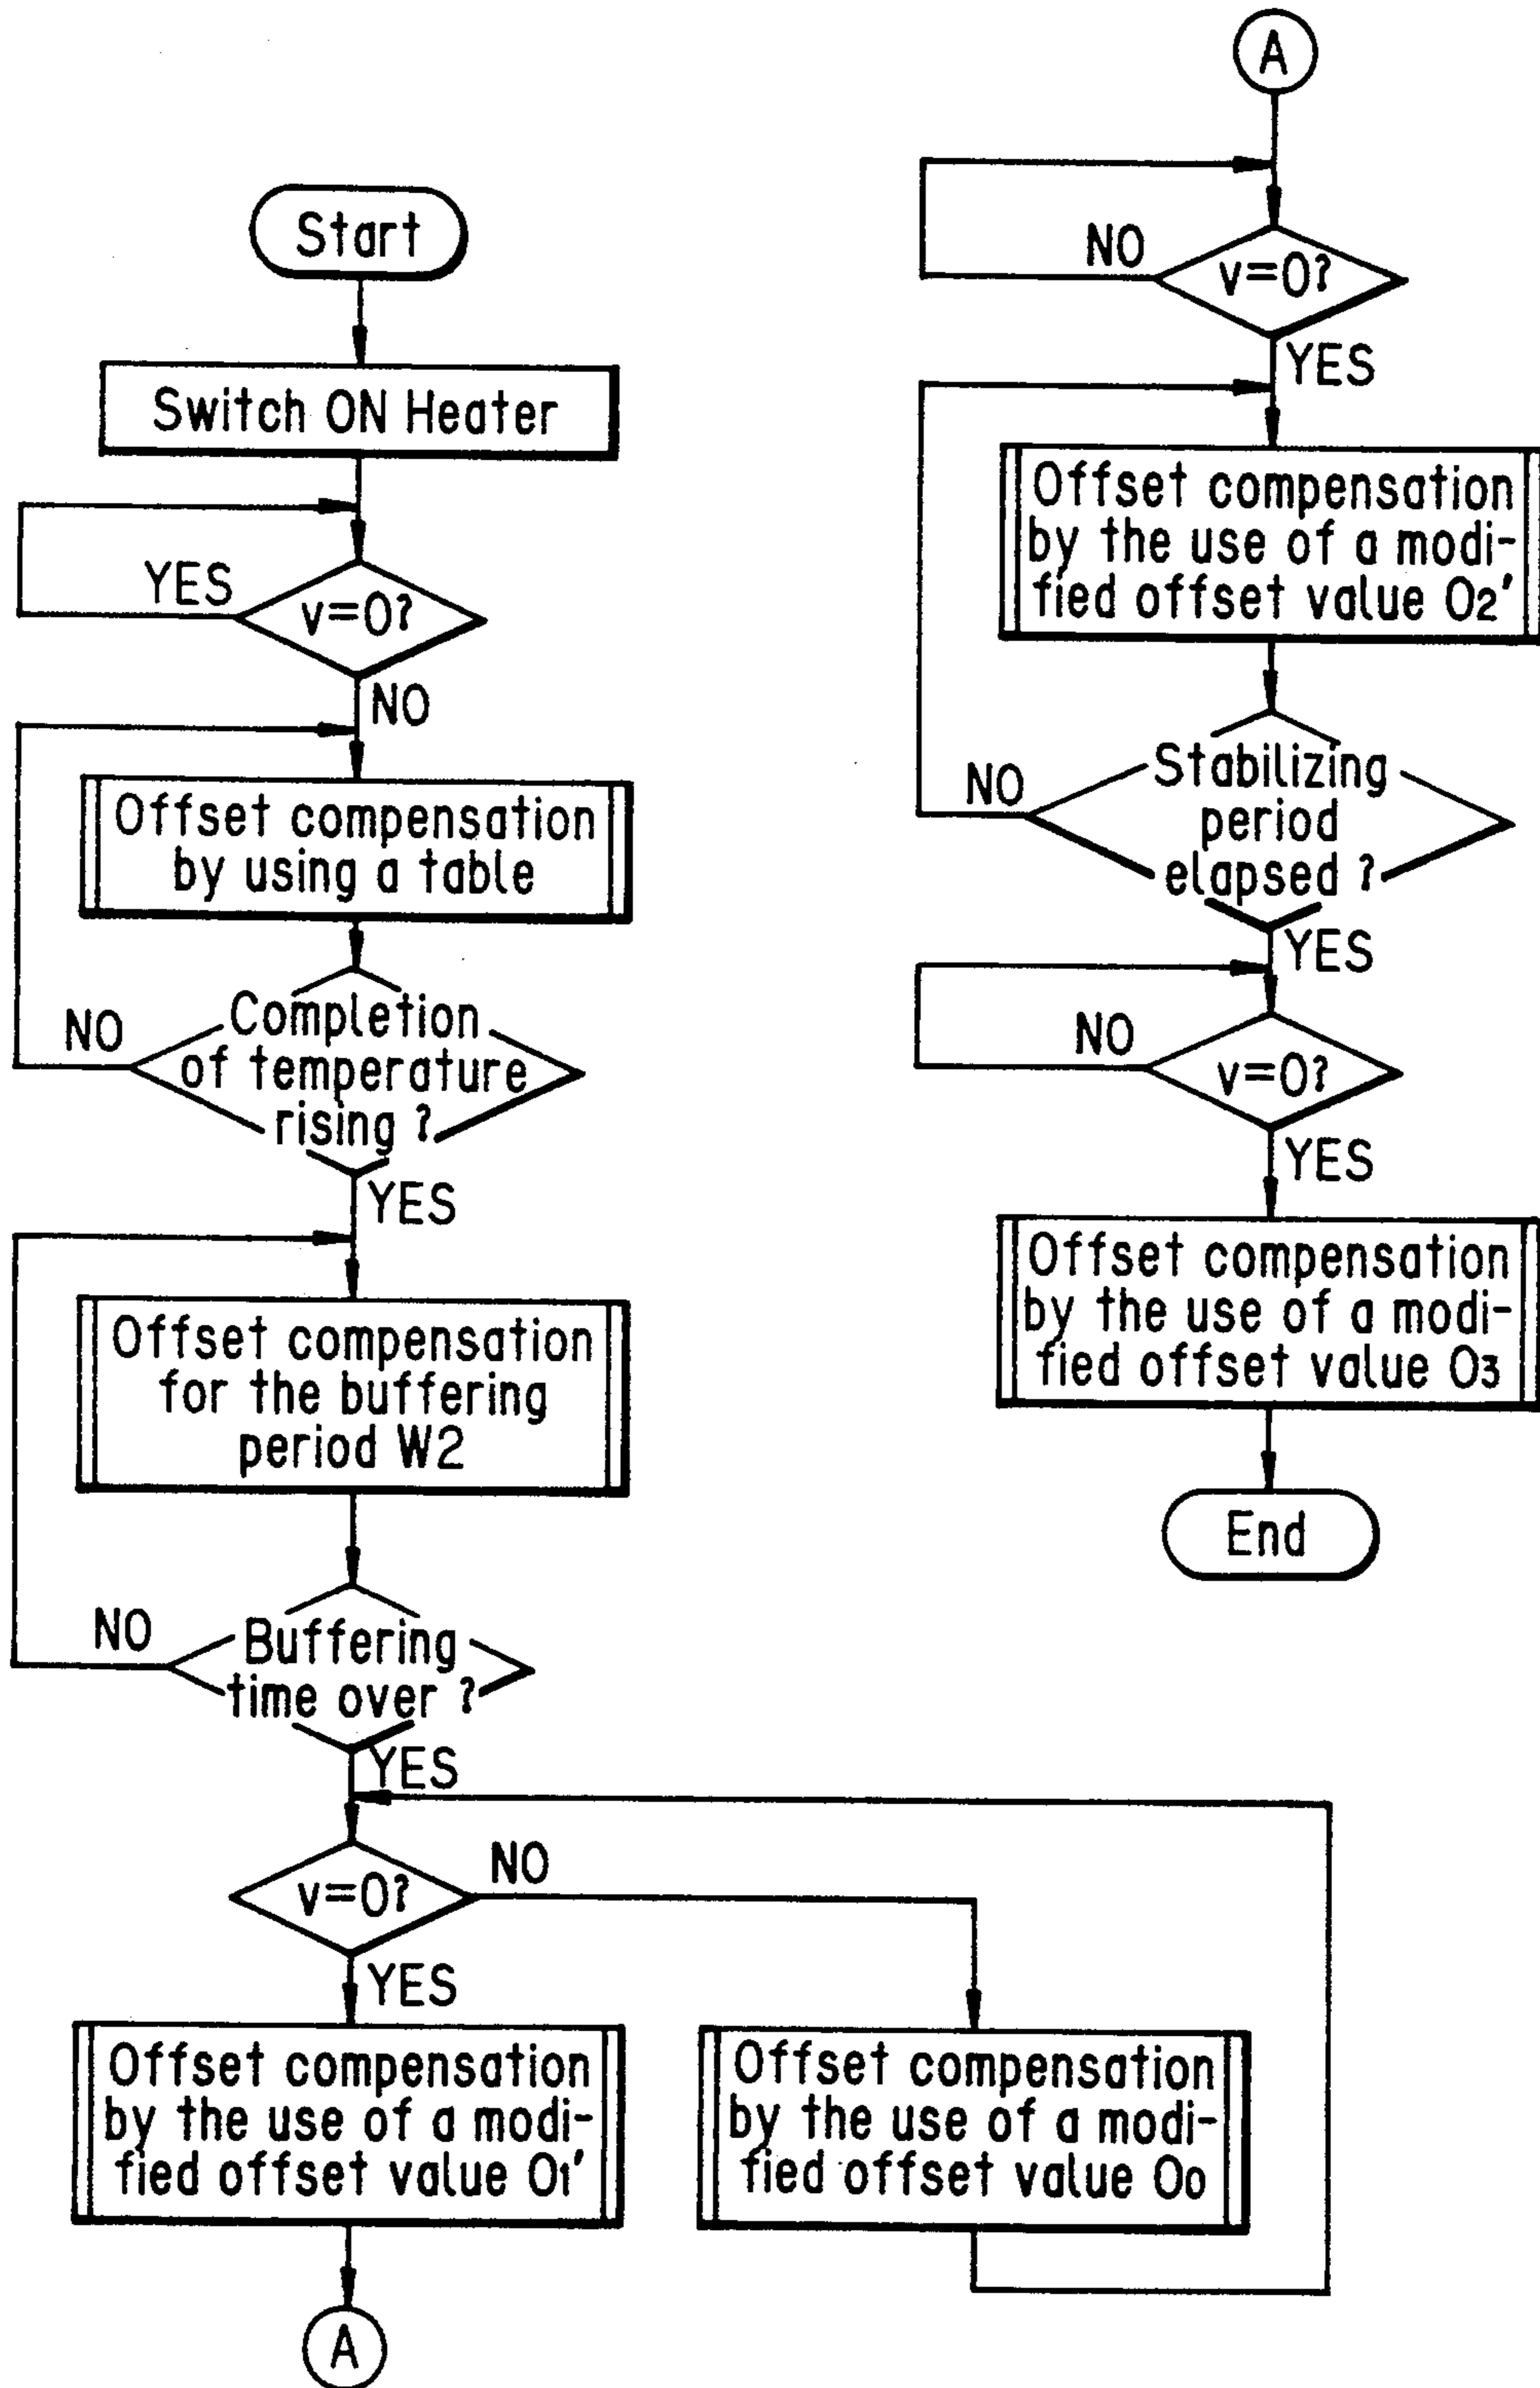 Start
Switch ON Heater
YES
v=0?
NO
Offset compensation
by using a table
NO
Completion
of temperature
rising ?
YES
Offset compensation
for the buffering
period W2
NO
Buffering
time over ?
YES
v=0?
NO
YES
Offset compensation
by the use of a modi-
fied offset value O1'
Offset compensation
by the use of a modi-
fied offset value O0
A
A
NO
v=0?
YES
Offset compensation
by the use of a modi-
fied offset value O2'
NO
Stabilizing
period
elapsed ?
YES
NO
v=0?
YES
Offset compensation
by the use of a modi-
fied offset value O3
End